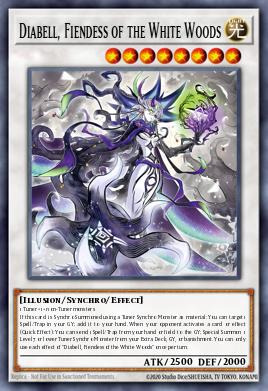 Diabell, Fiendess of the White Woods
LIGHT
光
[Illusion/Synchro/Effect]
1 Tuner + 1+ non-Tuner monsters
If this card is Synchro Summoned using a Tuner Synchro Monster as material: You can target 1
Spell/Trap in your GY; add it to your hand. When your opponent activates a card or effect
(Quick Effect): You can send 1 Spell/Trap from your hand or field to the GY; Special Summon 1
Level 7 or lower Tuner Synchro Monster from your Extra Deck, GY, or banishment. You can only
use each effect of "Diabell, Fiendess of the White Woods" once per turn.
ATK/2500 DEF/2000
Replica - Not For Use in Sanctioned Tournaments
©2020 Studio Dice/SHUEISHA, TV TOKYO, KONAMI